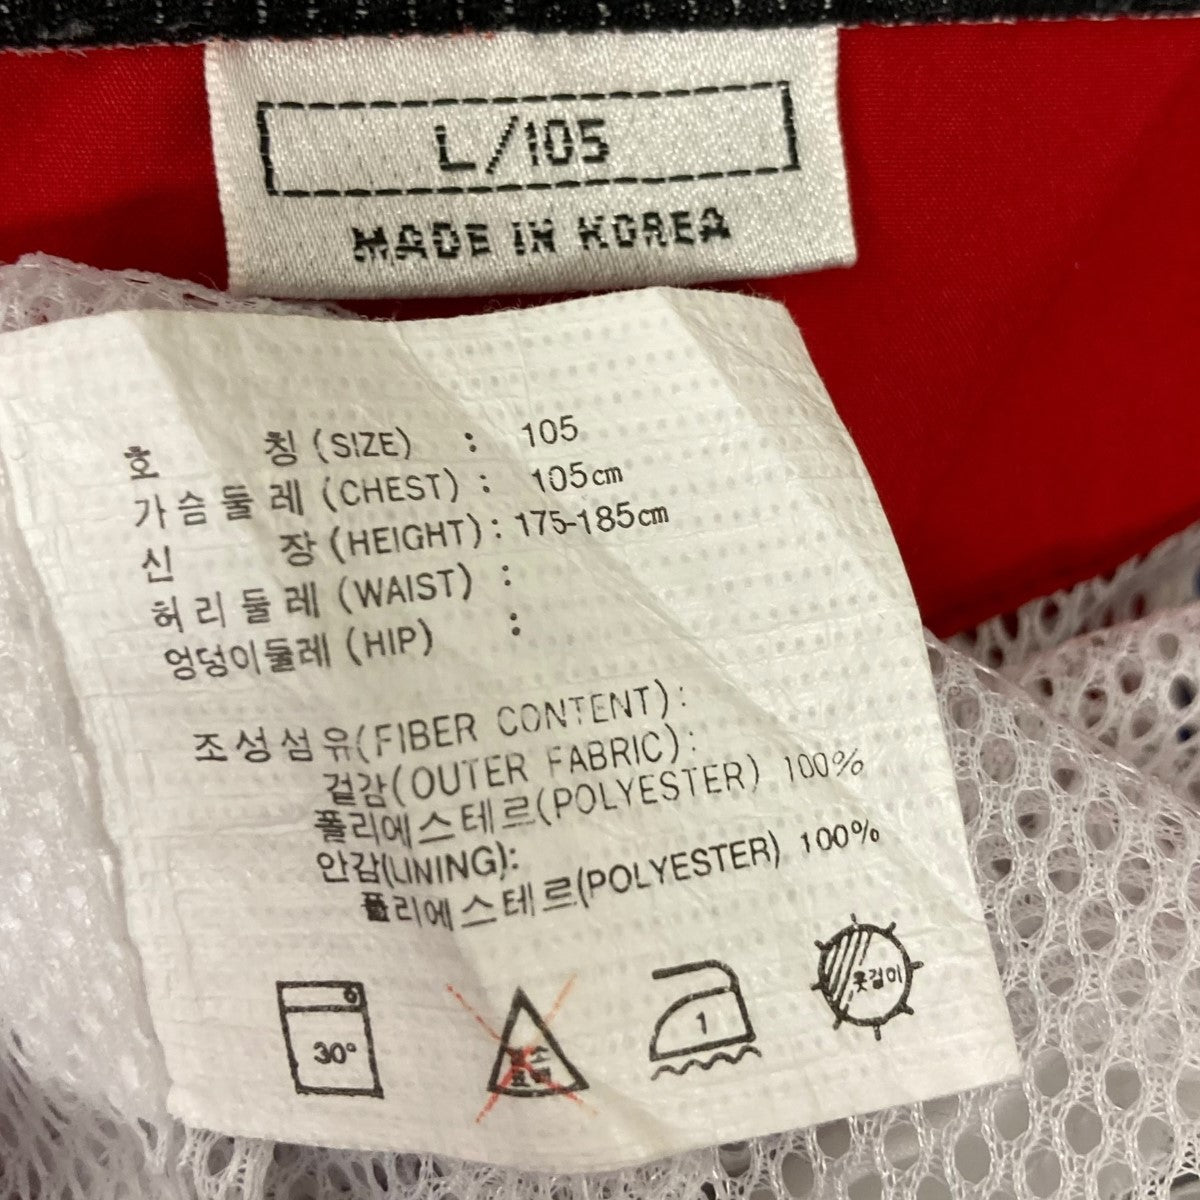 L/105
MADE IN KOREA
호 칭 (SIZE) : 105
가슴둘레 (CHEST) : 105cm
신 장 (HEIGHT) : 175-185cm
허리둘레 (WAIST) :
엉덩이둘레 (HIP) :
조성섬유(FIBER CONTENT):
겉감(OUTER FABRIC):
폴리에스테르(POLYESTER) 100%
안감(LINING):
폴리에스테르(POLYESTER) 100%
30°
1
옷걸이